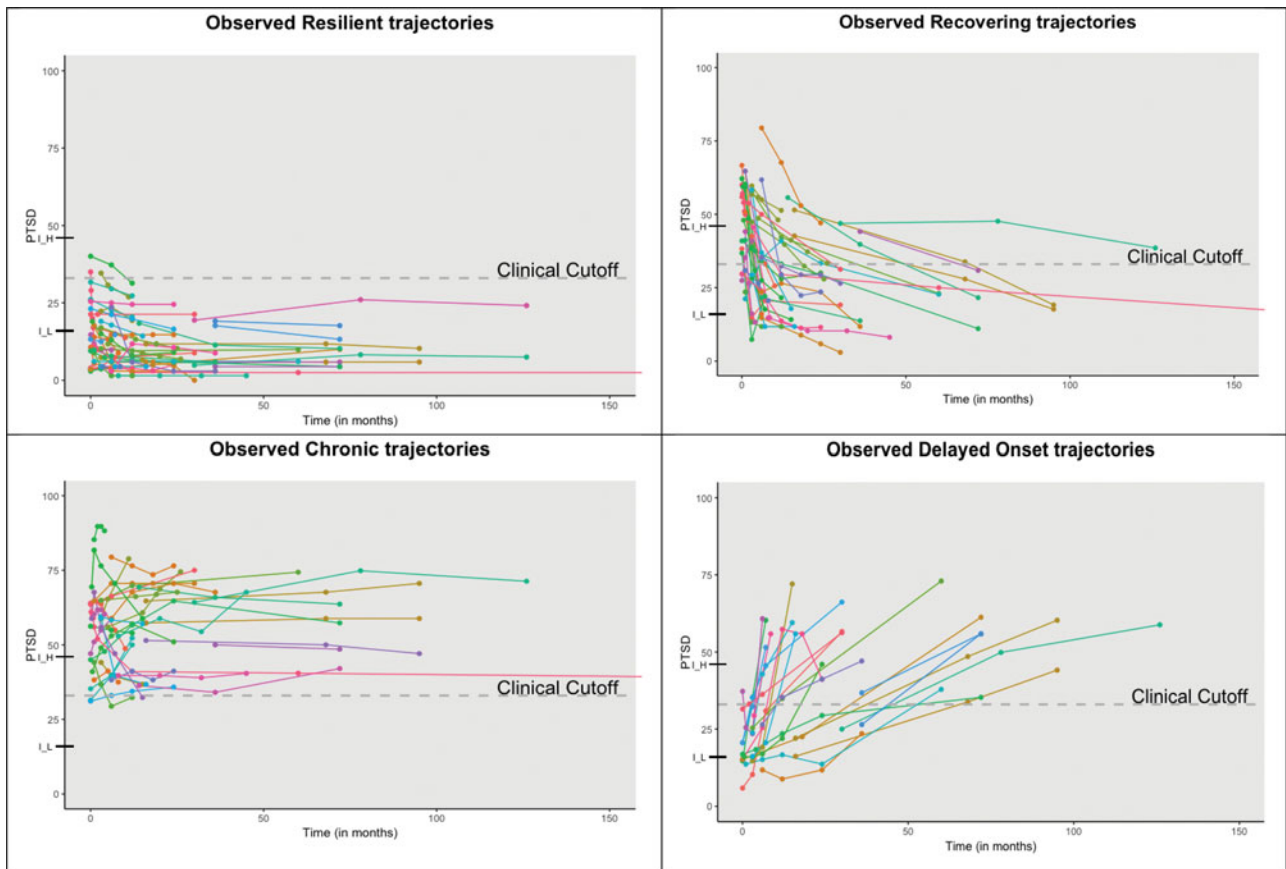 Observed Resilient trajectories
100
75
50
I_H
PTSD
Clinical Cutoff
25
I_L
0
0
50
100
150
Time (in months)
Observed Recovering trajectories
100
75
50
I_H
PTSD
Clinical Cutoff
25
I_L
0
0
50
100
150
Time (in months)
Observed Chronic trajectories
100
75
50
I_H
PTSD
Clinical Cutoff
25
I_L
0
0
50
100
150
Time (in months)
Observed Delayed Onset trajectories
100
75
50
I_H
PTSD
Clinical Cutoff
25
I_L
0
0
50
100
150
Time (in months)